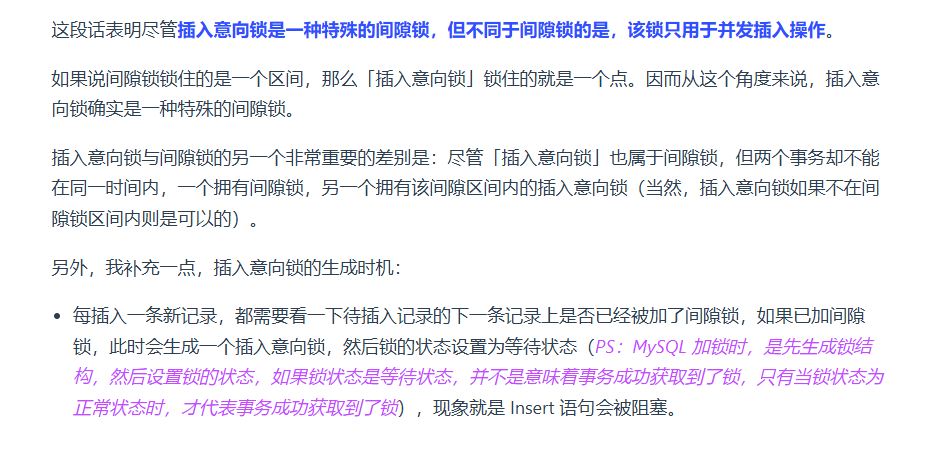 这段话表明尽管插入意向锁是一种特殊的间隙锁，但不同于间隙锁的是，该锁只用于并发插入操作。
如果说间隙锁锁住的是一个区间，那么「插入意向锁」锁住的就是一个点。因而从这个角度来说，插入意
向锁确实是一种特殊的间隙锁。
插入意向锁与间隙锁的另一个非常重要的差别是：尽管「插入意向锁」也属于间隙锁，但两个事务却不能
在同一时间内，一个拥有间隙锁，另一个拥有该间隙区间内的插入意向锁（当然，插入意向锁如果不在间
隙锁区间内则是可以的）。
另外，我补充一点，插入意向锁的生成时机：
• 每插入一条新记录，都需要看一下待插入记录的下一条记录上是否已经被加了间隙锁，如果已加间隙
锁，此时会生成一个插入意向锁，然后锁的状态设置为等待状态（PS：MySQL 加锁时，是先生成锁结
构，然后设置锁的状态，如果锁状态是等待状态，并不是意味着事务成功获取到了锁，只有当锁状态为
正常状态时，才代表事务成功获取到了锁），现象就是 Insert 语句会被阻塞。